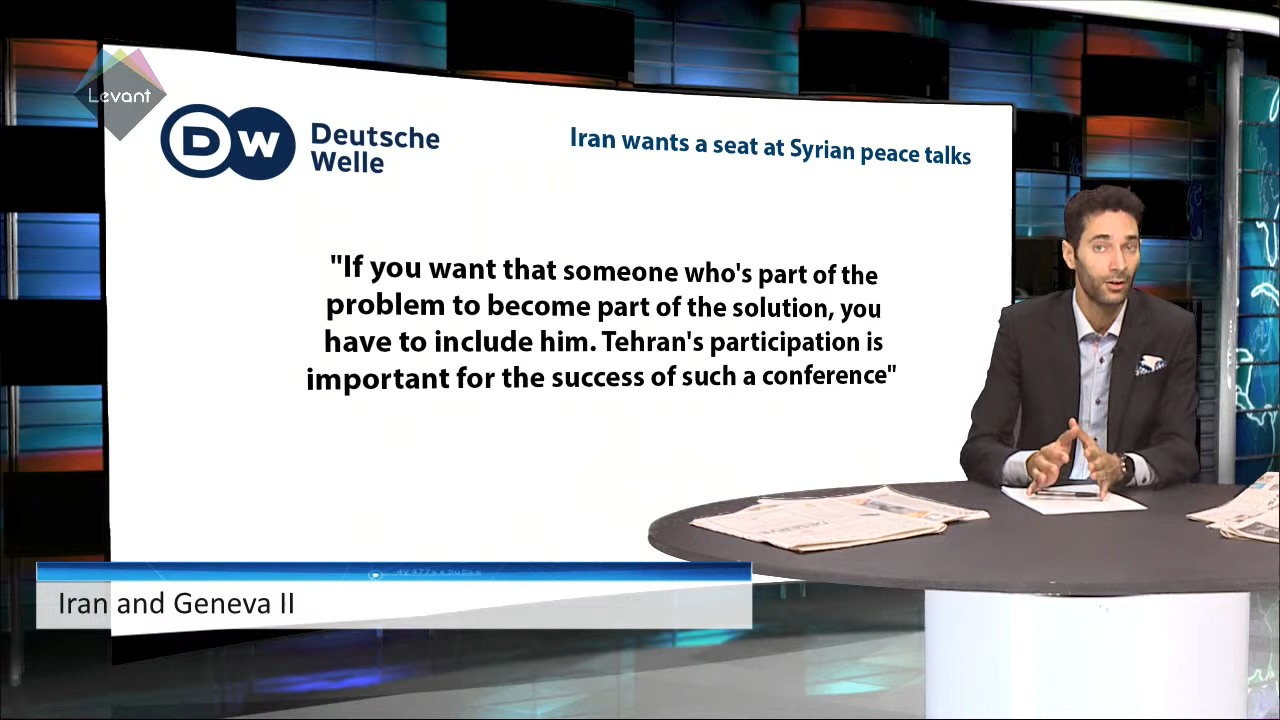 Levant
DW
Deutsche
Welle
Iran wants a seat at Syrian peace talks
"If you want that someone who's part of the
problem to become part of the solution, you
have to include him. Tehran's participation is
important for the success of such a conference"
Iran and Geneva II